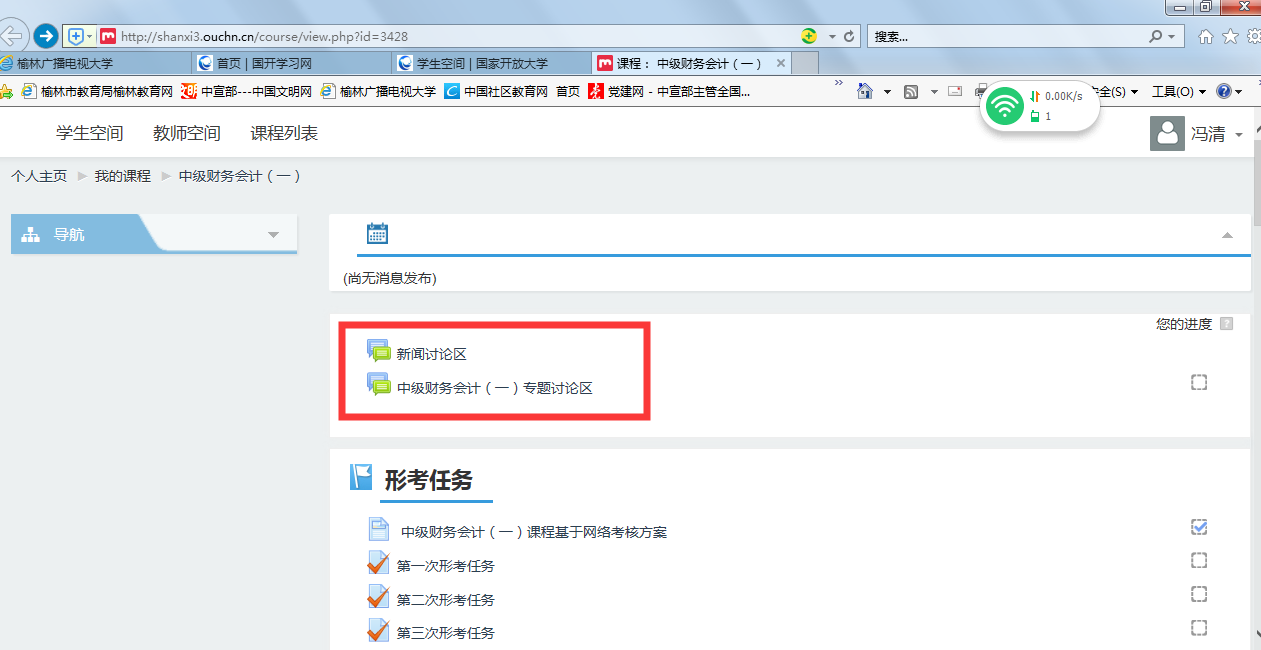 http://shanxi3.ouchn.cn/course/view.php?id=3428
搜索...
榆林广播电视大学
首页 | 国开学习网
学生空间 | 国家开放大学
课程： 中级财务会计（一）
榆林市教育局榆林教育网
中宣部---中国文明网
榆林广播电视大学
中国社区教育网 首页
党建网 - 中宣部主管全国...
全(S)
工具(O)
0.00K/s
1
学生空间 教师空间 课程列表
冯清
个人主页 我的课程 中级财务会计（一）
导航
(尚无消息发布)
您的进度
新闻讨论区
中级财务会计（一）专题讨论区
形考任务
中级财务会计（一）课程基于网络考核方案
第一次形考任务
第二次形考任务
第三次形考任务